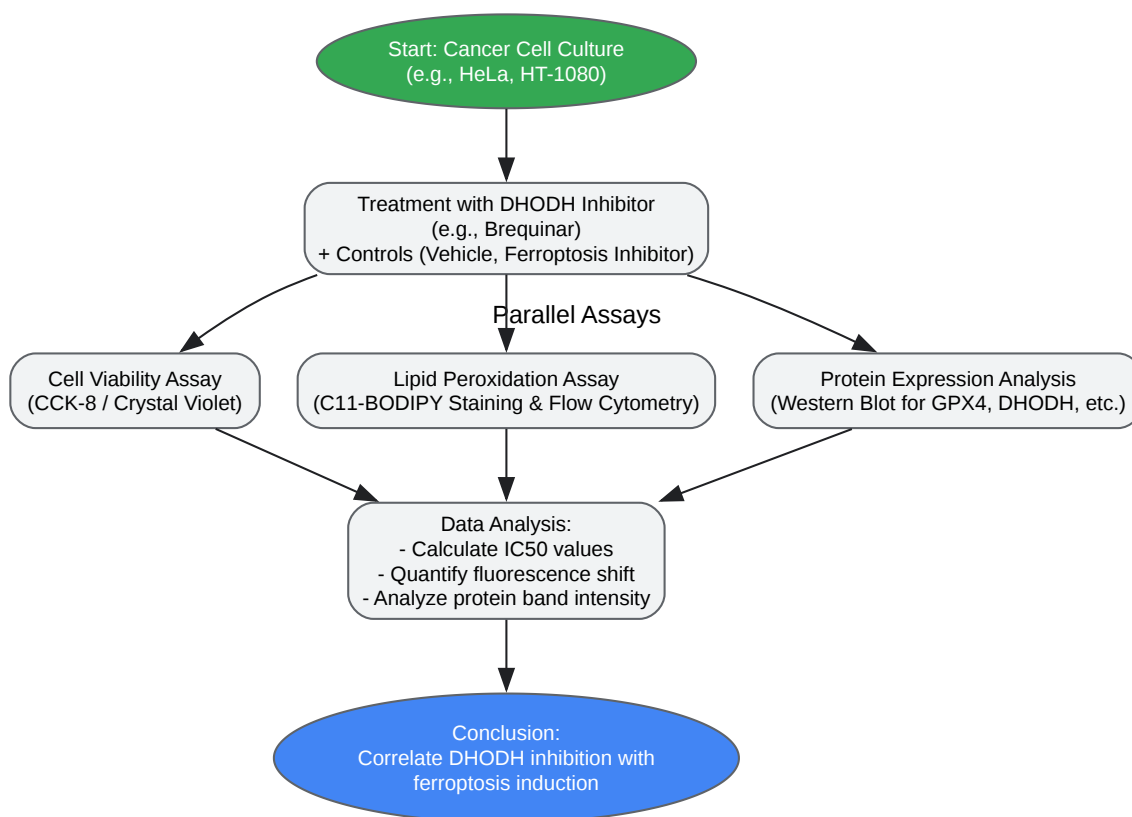 Start: Cancer Cell Culture
(e.g., HeLa, HT-1080)
Treatment with DHODH Inhibitor
(e.g., Brequinar)
+ Controls (Vehicle, Ferroptosis Inhibitor)
Parallel Assays
Cell Viability Assay
(CCK-8 / Crystal Violet)
Lipid Peroxidation Assay
(C11-BODIPY Staining & Flow Cytometry)
Protein Expression Analysis
(Western Blot for GPX4, DHODH, etc.)
Data Analysis:
- Calculate IC50 values
- Quantify fluorescence shift
- Analyze protein band intensity
Conclusion:
Correlate DHODH inhibition with
ferroptosis induction